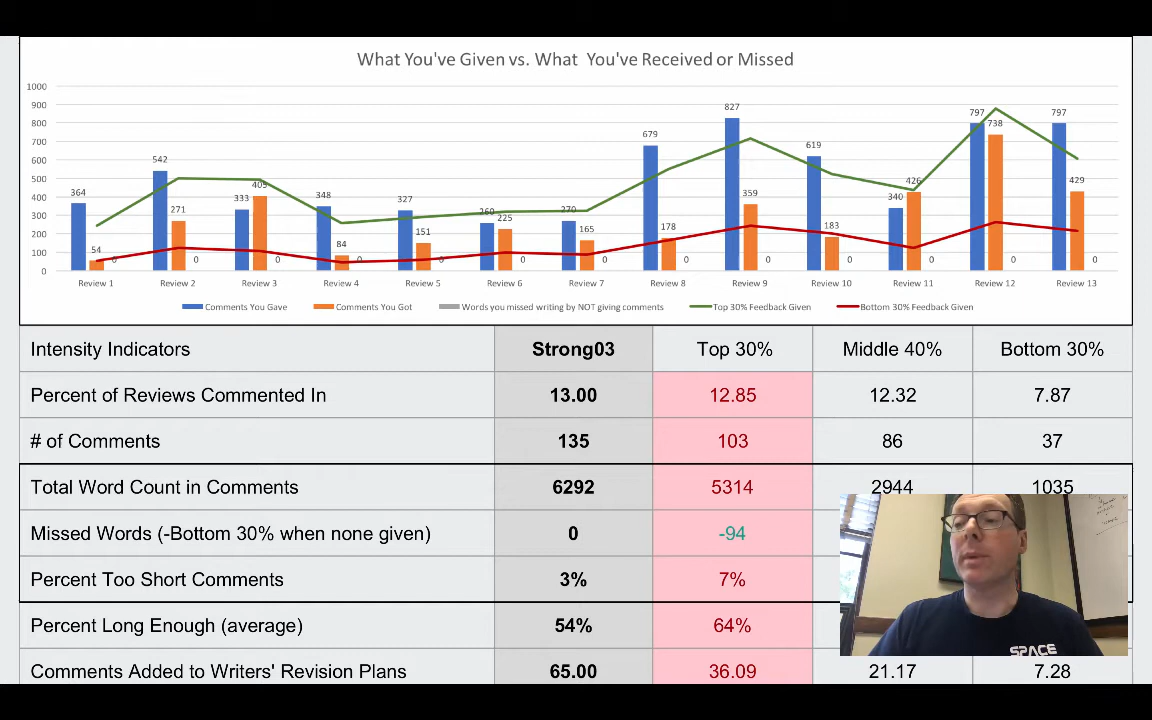 What You've Given vs. What You've Received or Missed
1000
900
800
700
600
500
400
300
200
100
0
364 54 0
542 271 0
333 405 0
348 84 0
327 151 0
260 225 0
270 165 0
679 178 0
827 359 0
619 183 0
340 426 0
797 738 0
797 429 0
Review 1 Review 2 Review 3 Review 4 Review 5 Review 6 Review 7 Review 8 Review 9 Review 10 Review 11 Review 12 Review 13
Comments You Gave Comments You Got Words you missed writing by NOT giving comments Top 30% Feedback Given Bottom 30% Feedback Given
Intensity Indicators Strong03 Top 30% Middle 40% Bottom 30%
Percent of Reviews Commented In 13.00 12.85 12.32 7.87
# of Comments 135 103 86 37
Total Word Count in Comments 6292 5314 2944 1035
Missed Words (-Bottom 30% when none given) 0 -94
Percent Too Short Comments 3% 7%
Percent Long Enough (average) 54% 64%
Comments Added to Writers' Revision Plans 65.00 36.09 21.17 7.28
SPACE